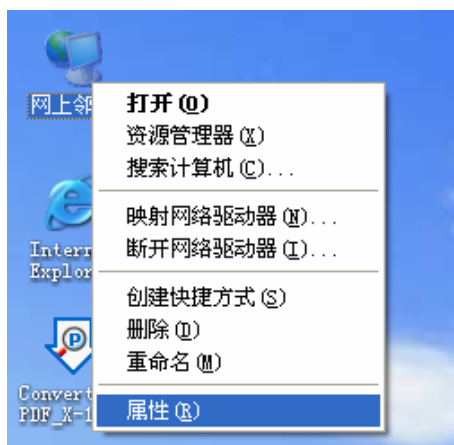 网上邻
打开(O)
资源管理器(X)
搜索计算机(C)...
映射网络驱动器(N)...
断开网络驱动器(I)...
Intern
Explor
创建快捷方式(S)
删除(D)
重命名(M)
P
Convert
PDF_X-
属性(R)